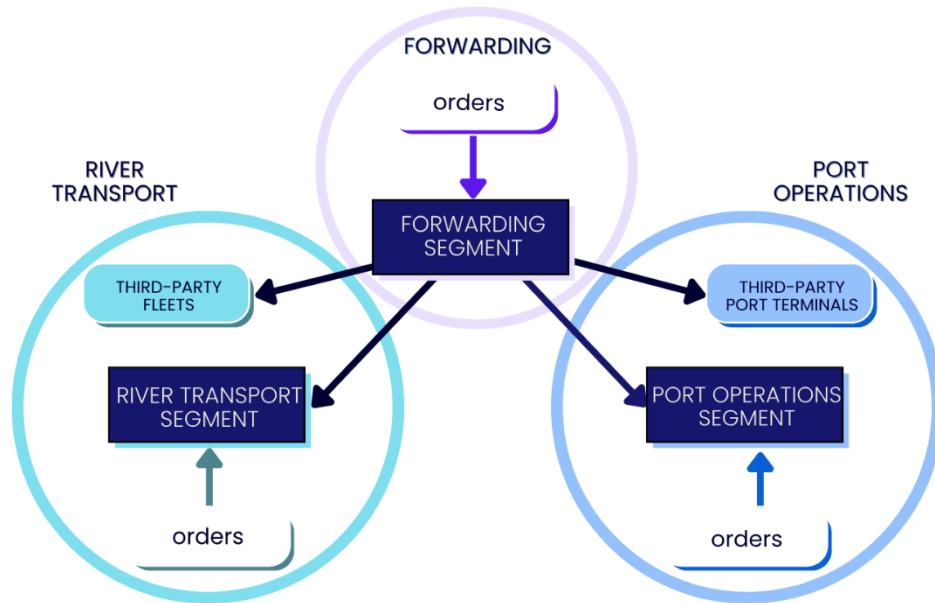 FORWARDING
orders
FORWARDING
SEGMENT
RIVER
TRANSPORT
THIRD-PARTY
FLEETS
RIVER TRANSPORT
SEGMENT
orders
PORT
OPERATIONS
THIRD-PARTY
PORT TERMINALS
PORT OPERATIONS
SEGMENT
orders